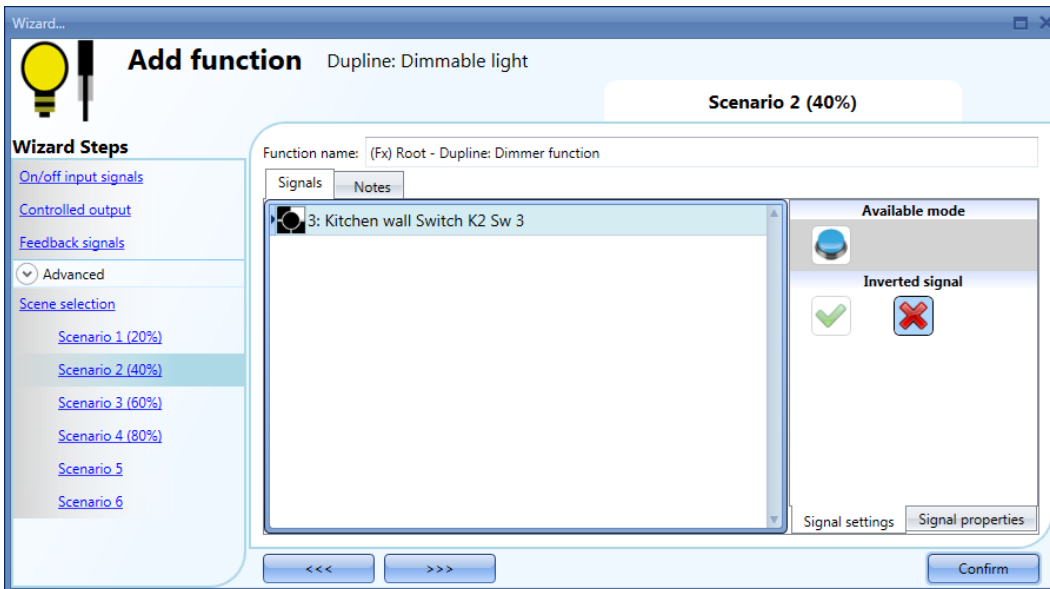 Wizard...
Add function Dupline: Dimmable light
Scenario 2 (40%)
Wizard Steps
On/off input signals
Controlled output
Feedback signals
Advanced
Scene selection
Scenario 1 (20%)
Scenario 2 (40%)
Scenario 3 (60%)
Scenario 4 (80%)
Scenario 5
Scenario 6
Function name: (Fx) Root - Dupline: Dimmer function
Signals Notes
3: Kitchen wall Switch K2 Sw 3
Available mode
Inverted signal
Signal settings Signal properties
<<< >>> Confirm